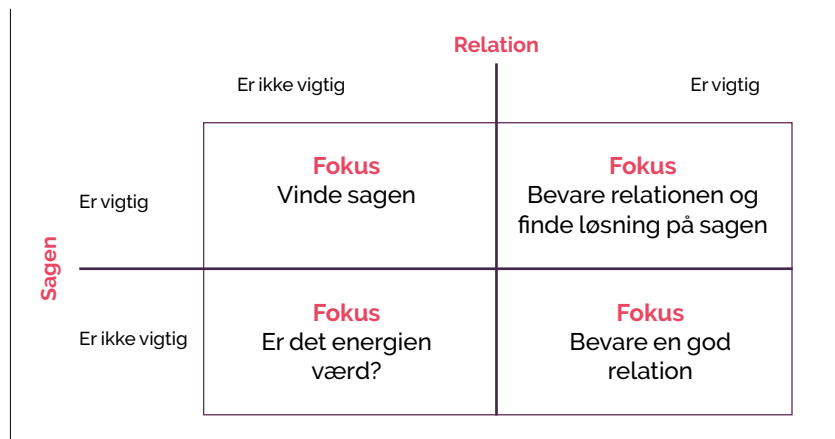 Relation
Er ikke vigtig
Er vigtig
Sagen
Er vigtig
Fokus
Vinde sagen
Fokus
Bevare relationen og
finde løsning på sagen
Er ikke vigtig
Fokus
Er det energien
værd?
Fokus
Bevare en god
relation